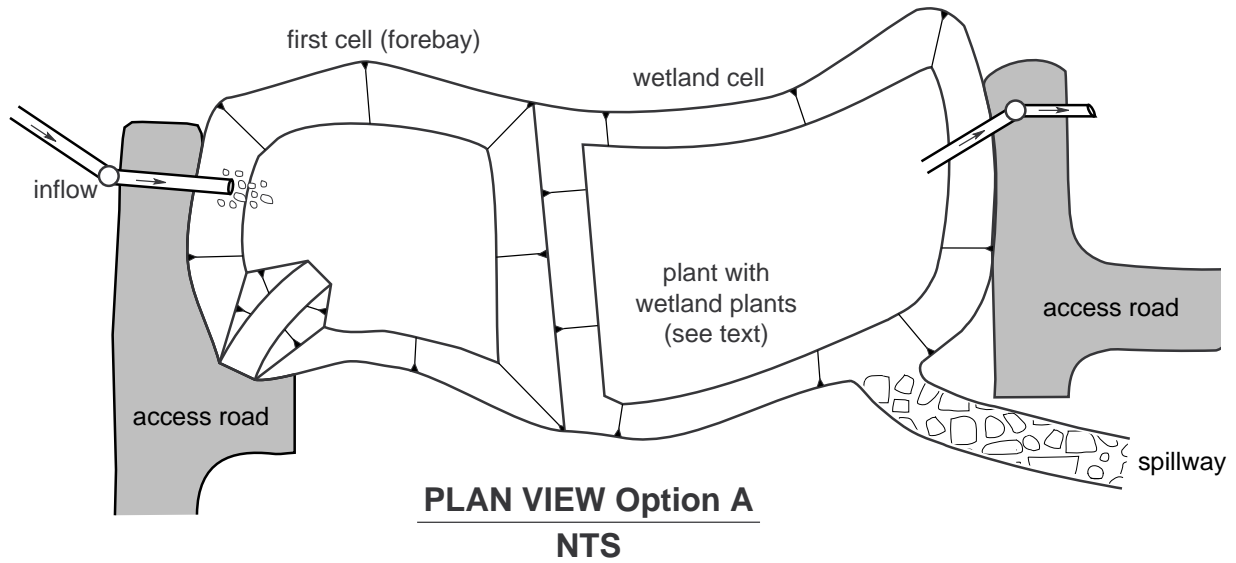 first cell (forebay)
wetland cell
inflow
plant with
wetland plants
(see text)
access road
access road
spillway
PLAN VIEW Option A
NTS